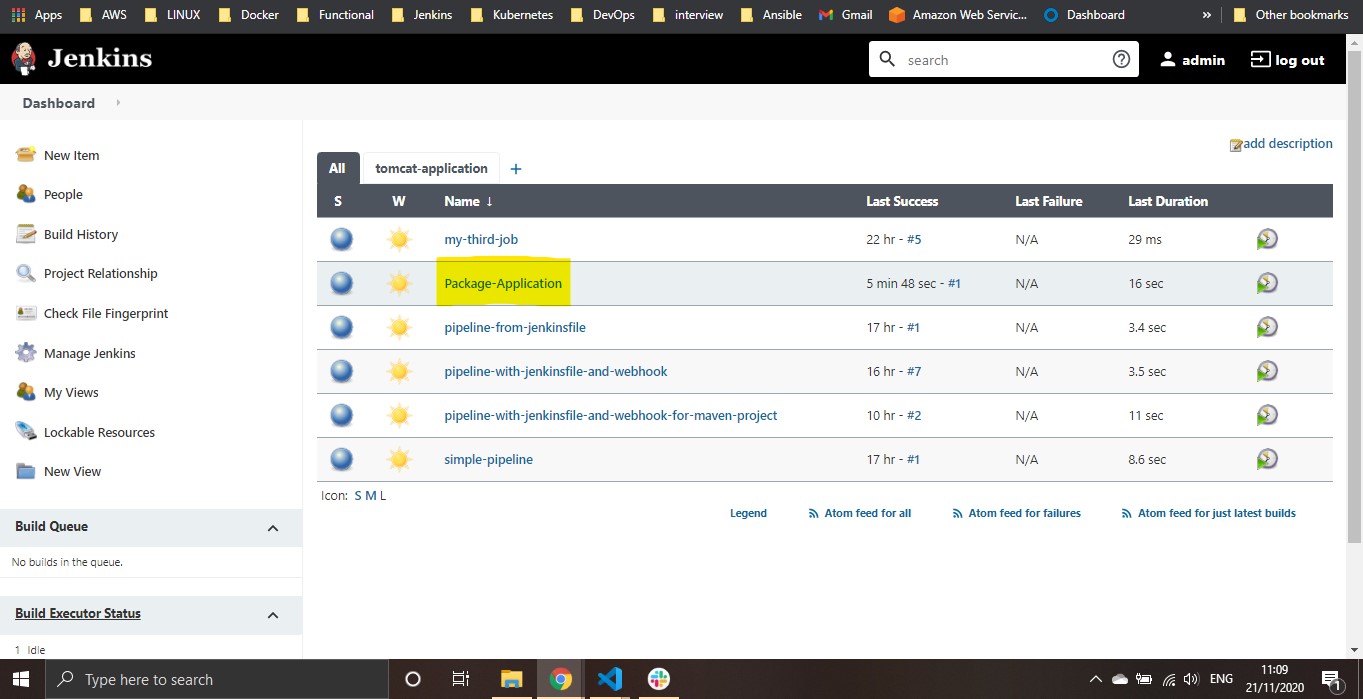 Apps AWS LINUX Docker Functional Jenkins Kubernetes DevOps interview Ansible Gmail Amazon Web Servic... Dashboard » Other bookmarks
Jenkins search admin log out
Dashboard
New Item
People
Build History
Project Relationship
Check File Fingerprint
Manage Jenkins
My Views
Lockable Resources
New View
Build Queue
No builds in the queue.
Build Executor Status
1 Idle
add description
All tomcat-application +
S W Name ↓ Last Success Last Failure Last Duration
my-third-job 22 hr - #5 N/A 29 ms
Package-Application 5 min 48 sec - #1 N/A 16 sec
pipeline-from-jenkinsfile 17 hr - #1 N/A 3.4 sec
pipeline-with-jenkinsfile-and-webhook 16 hr - #7 N/A 3.5 sec
pipeline-with-jenkinsfile-and-webhook-for-maven-project 10 hr - #2 N/A 11 sec
simple-pipeline 17 hr - #1 N/A 8.6 sec
Icon: S M L
Legend Atom feed for all Atom feed for failures Atom feed for just latest builds
Type here to search ENG 11:09
21/11/2020 1